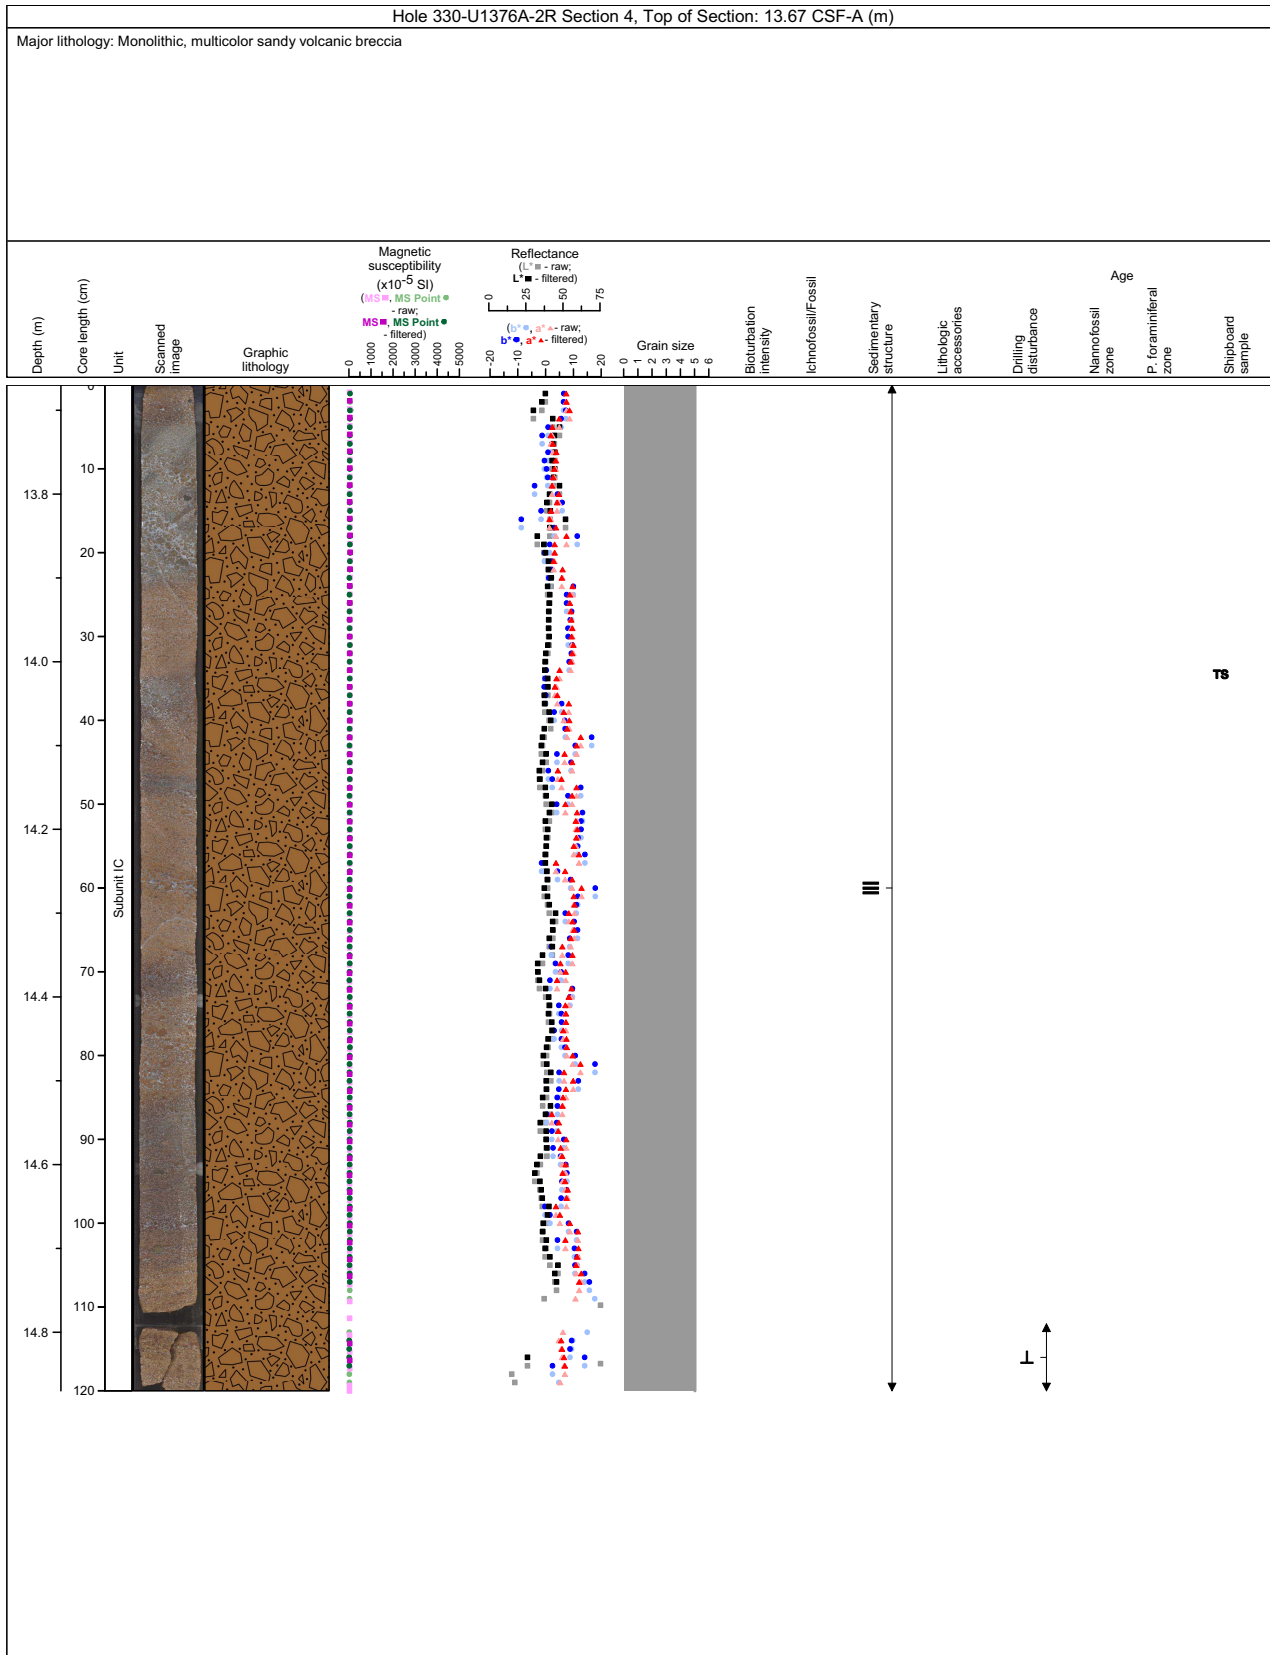 Hole 330-U1376A-2R Section 4, Top of Section: 13.67 CSF-A (m)
Major lithology: Monolithic, multicolor sandy volcanic breccia
Depth (m)
Core length (cm)
Unit
Scanned
image
Graphic
lithology
Magnetic
susceptibility
(x10-5 SI)
(MS■, MS Point●
- raw;
MS■, MS Point●
- filtered)
0 1000 2000 3000 4000 5000
Reflectance
(L*■ - raw;
L*■ - filtered)
0 25 50 75
(b*●, a*▲- raw;
b*●, a*▲- filtered)
-20 -10 0 10 20
Grain size
0 1 2 3 4 5 6
Bioturbation
intensity
Ichnofossil/Fossil
Sedimentary
structure
Lithologic
accessories
Drilling
disturbance
Age
Nannofossil
zone
P. foraminiferal
zone
Shipboard
sample
0
10
13.8
20
30
14.0
TS
40
50
14.2
60
Subunit IC
70
14.4
80
90
14.6
100
110
14.8
120